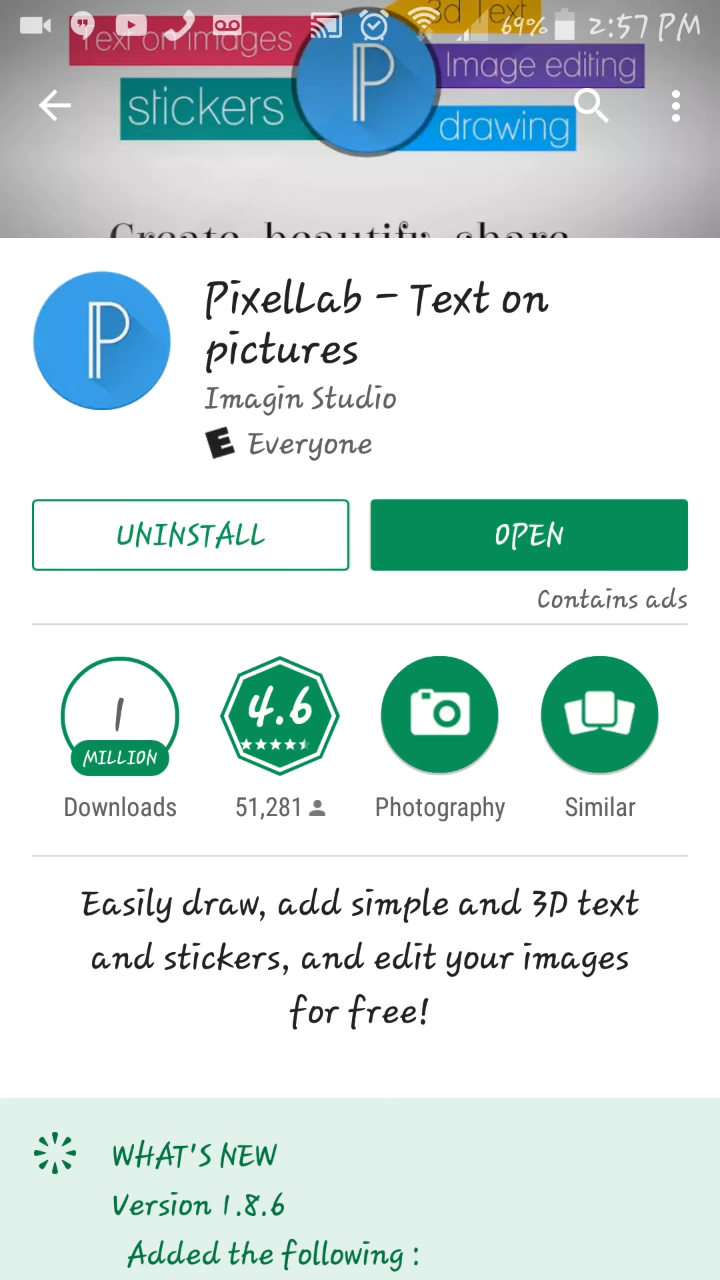 69% 2:57 PM
3d Text
Text on Images
P
Image editing
stickers
drawing
Create, beautify, share
P
PixelLab - Text on
pictures
Imagin Studio
E Everyone
UNINSTALL
OPEN
Contains ads
1
MILLION
4.6
Downloads
51,281
Photography
Similar
Easily draw, add simple and 3D text
and stickers, and edit your images
for free!
WHAT'S NEW
Version 1.8.6
Added the following :